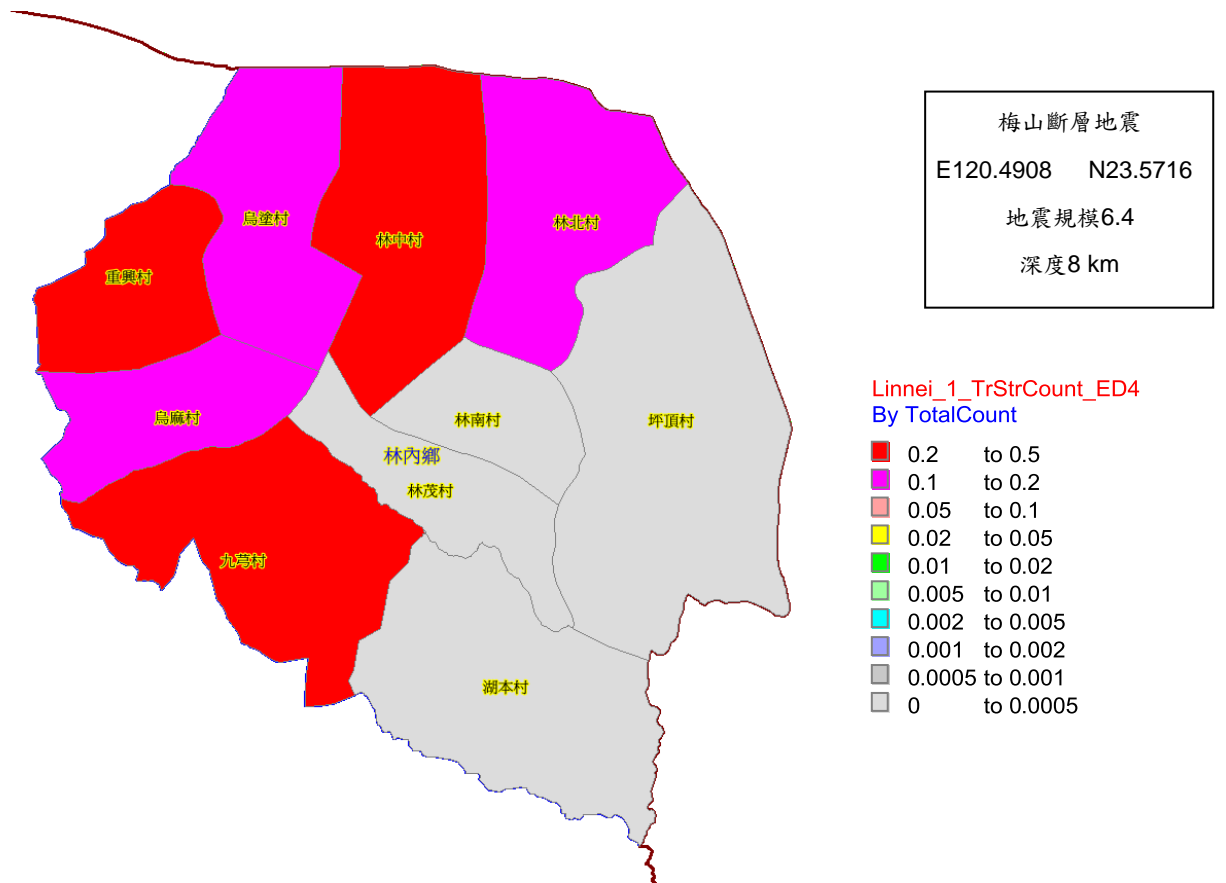 梅山斷層地震
E120.4908 N23.5716
地震規模6.4
深度8 km
烏塗村
林中村
林北村
重興村
烏麻村
林南村
坪頂村
林內鄉
林茂村
九芎村
湖本村
Linnei_1_TrStrCount_ED4
By TotalCount
0.2 to 0.5
0.1 to 0.2
0.05 to 0.1
0.02 to 0.05
0.01 to 0.02
0.005 to 0.01
0.002 to 0.005
0.001 to 0.002
0.0005 to 0.001
0 to 0.0005